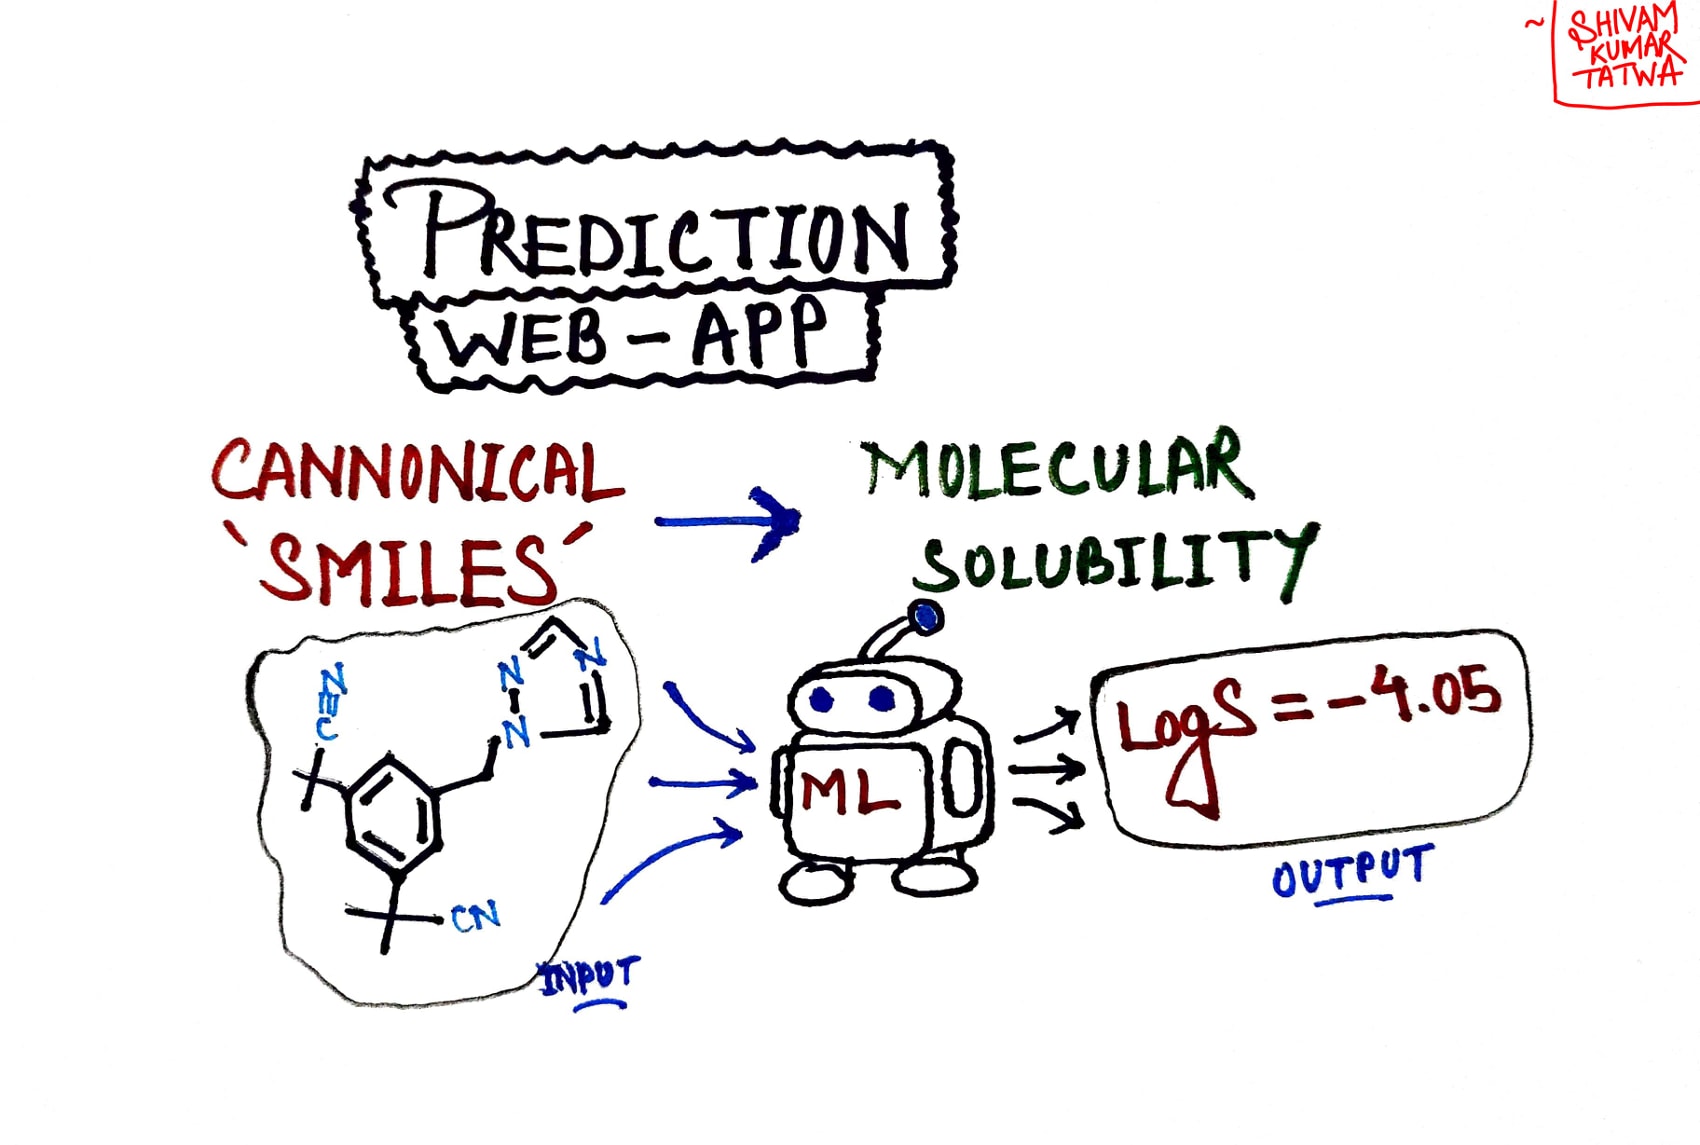 ~ SHIVAM
KUMAR
TATWA
PREDICTION
WEB-APP
CANNONICAL
`SMILES´
MOLECULAR
SOLUBILITY
N
≡
C
N
N
N
CN
INPUT
ML
LogS = -4.05
OUTPUT